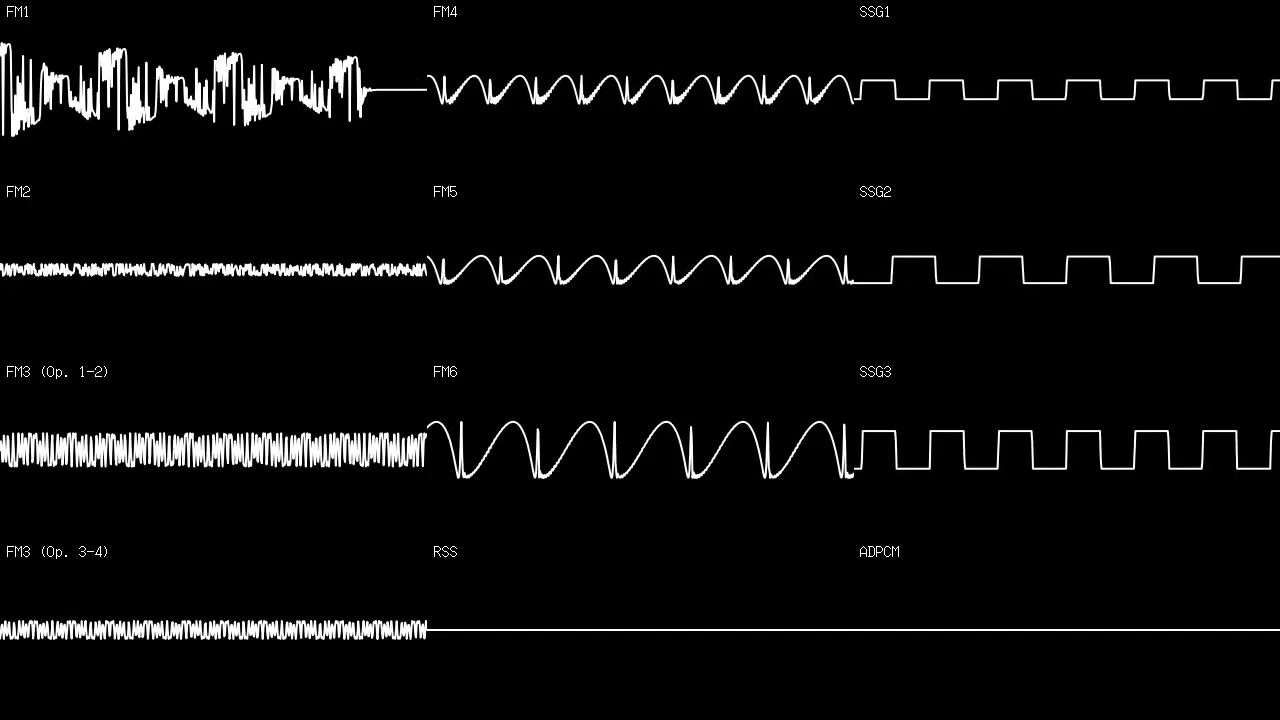 FM1
FM4
SSG1
FM2
FM5
SSG2
FM3 (Op. 1-2)
FM6
SSG3
FM3 (Op. 3-4)
RSS
ADPCM